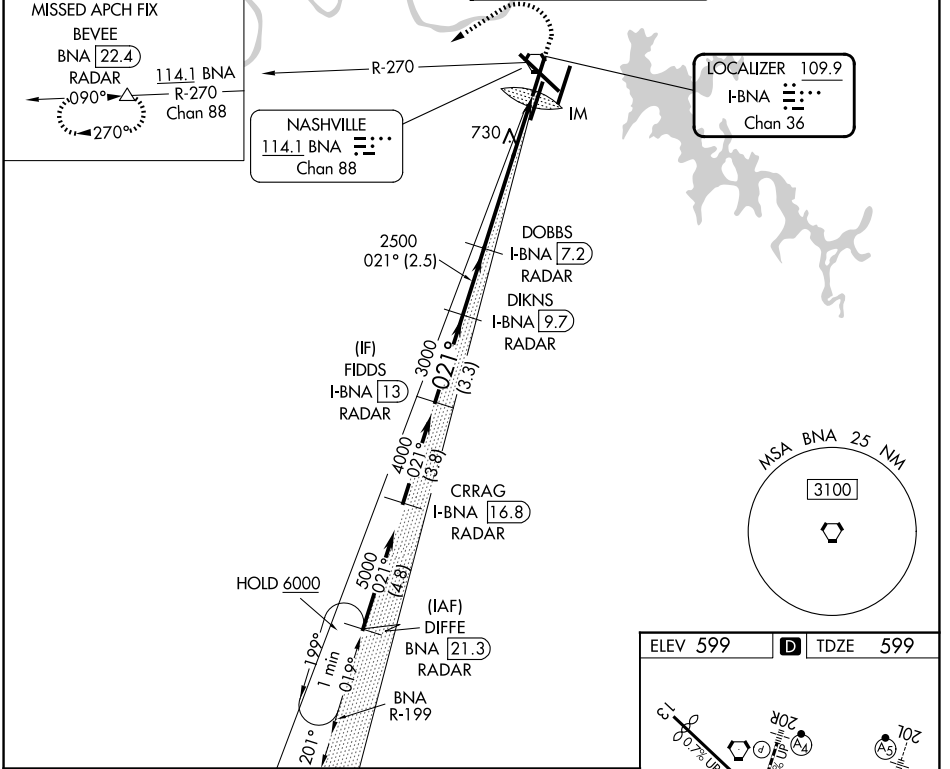 MISSED APCH FIX
BEVEE
BNA 22.4
RADAR
114.1 BNA
R-270
Chan 88
090°
270°
R-270
NASHVILLE
114.1 BNA
Chan 88
LOCALIZER 109.9
I-BNA
Chan 36
IM
730
2500
021° (2.5)
DOBBS
I-BNA 7.2
RADAR
DIKNS
I-BNA 9.7
RADAR
3000
021°
(3.3)
(IF)
FIDDS
I-BNA 13
RADAR
4000
021°
(3.8)
CRRAG
I-BNA 16.8
RADAR
5000
021°
(4.8)
HOLD 6000
(IAF)
DIFFE
BNA 21.3
RADAR
199°
1 min
019°
BNA
R-199
201°
MSA BNA 25 NM
3100
ELEV 599 D TDZE 599
13
0.7% UP
P
20R
UP
A4
A5
20L